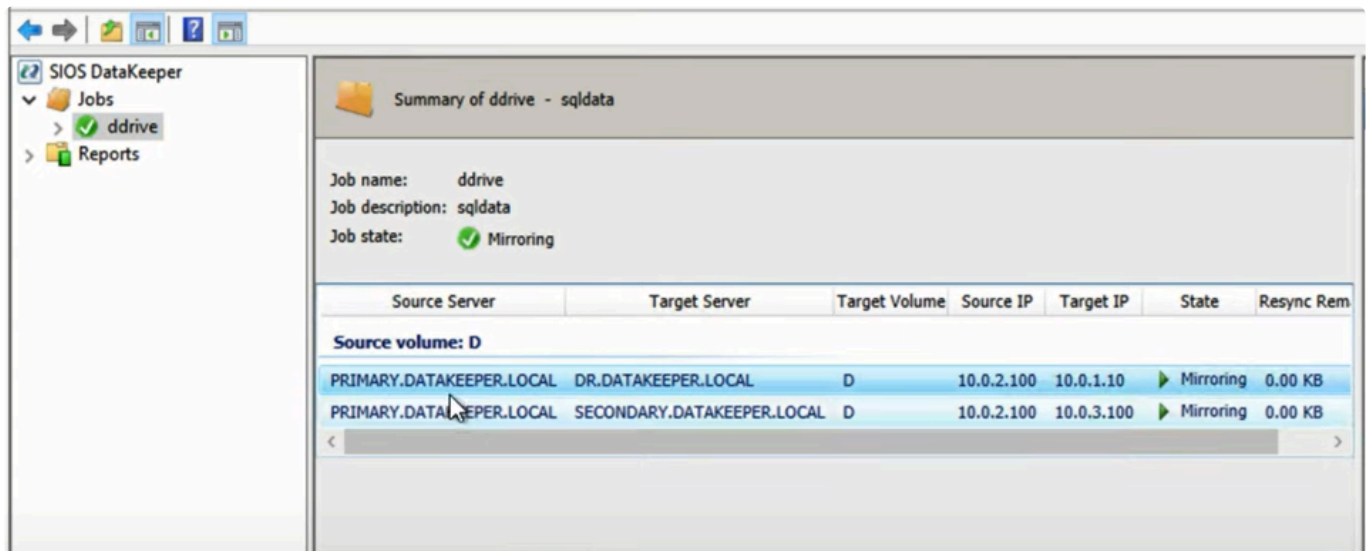 SIOS DataKeeper
Jobs
ddrive
Reports
Summary of ddrive - sqldata
Job name: ddrive
Job description: sqldata
Job state: Mirroring
Source Server Target Server Target Volume Source IP Target IP State Resync Rem
Source volume: D
PRIMARY.DATAKEEPER.LOCAL DR.DATAKEEPER.LOCAL D 10.0.2.100 10.0.1.10 Mirroring 0.00 KB
PRIMARY.DATAKEEPER.LOCAL SECONDARY.DATAKEEPER.LOCAL D 10.0.2.100 10.0.3.100 Mirroring 0.00 KB